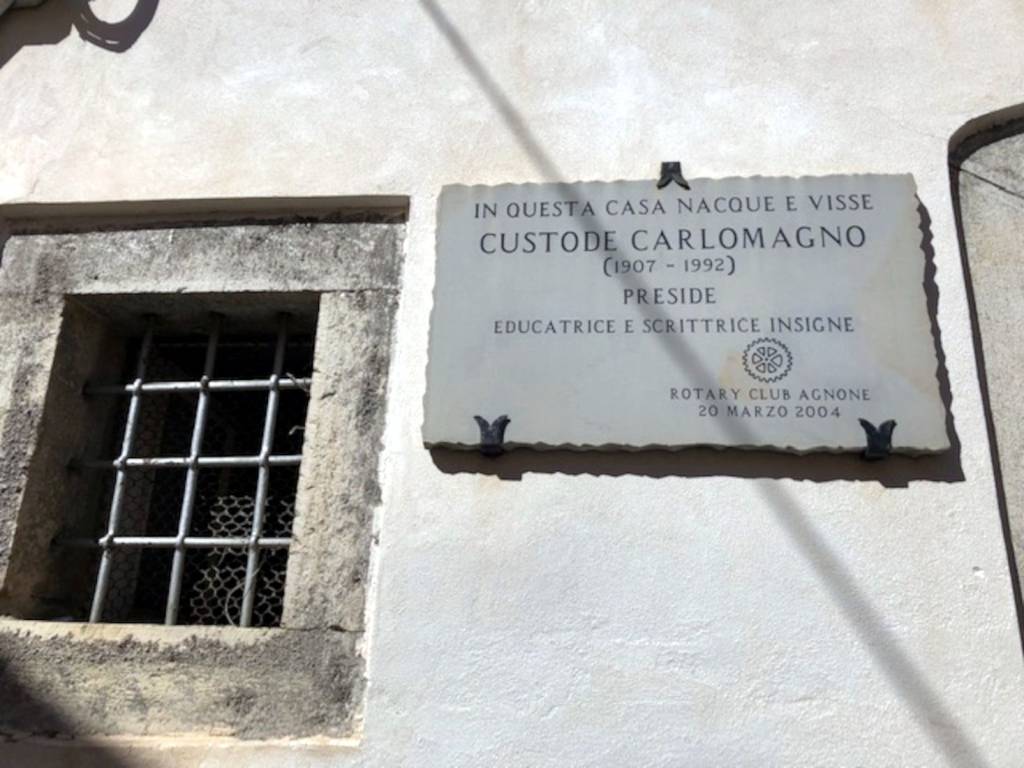 IN QUESTA CASA NACQUE E VISSE
CUSTODE CARLOMAGNO
(1907 - 1992)
PRESIDE
EDUCATRICE E SCRITTRICE INSIGNE
ROTARY CLUB AGNONE
20 MARZO 2004